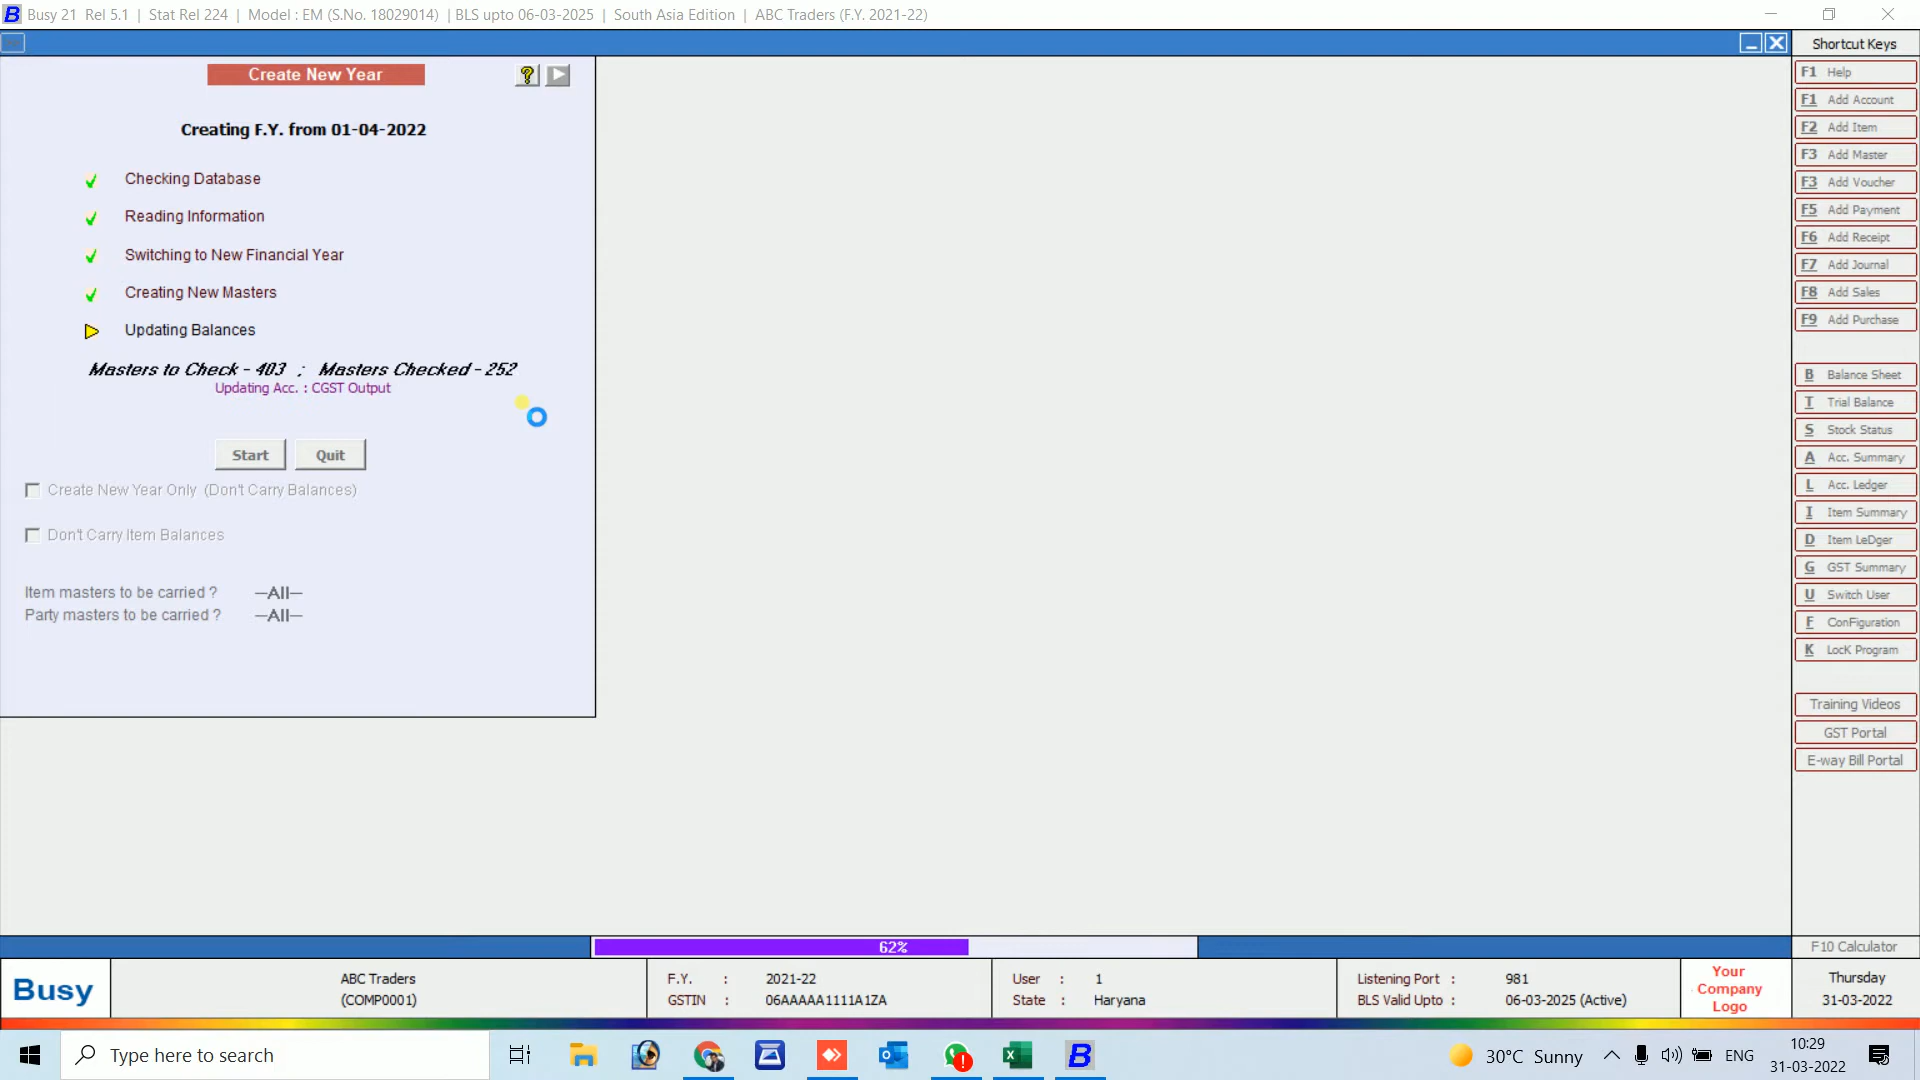 Busy 21 Rel 5.1 | Stat Rel 224 | Model : EM (S.No. 18029014) | BLS upto 06-03-2025 | South Asia Edition | ABC Traders (F.Y. 2021-22)
Create New Year
Creating F.Y. from 01-04-2022
Checking Database
Reading Information
Switching to New Financial Year
Creating New Masters
Updating Balances
Masters to Check - 403 ; Masters Checked - 252
Updating Acc. : CGST Output
Start Quit
Create New Year Only (Don't Carry Balances)
Don't Carry Item Balances
Item masters to be carried ? ---All---
Party masters to be carried ? ---All---
Shortcut Keys
F1 Help
F1 Add Account
F2 Add Item
F3 Add Master
F3 Add Voucher
F5 Add Payment
F6 Add Receipt
F7 Add Journal
F8 Add Sales
F9 Add Purchase
B Balance Sheet
T Trial Balance
S Stock Status
A Acc. Summary
L Acc. Ledger
I Item Summary
D Item LeDger
G GST Summary
U Switch User
F ConFiguration
K LocK Program
Training Videos
GST Portal
E-way Bill Portal
62%
F10 Calculator
Busy
ABC Traders
(COMP0001)
F.Y. : 2021-22
GSTIN : 06AAAAA1111A1ZA
User : 1
State : Haryana
Listening Port : 981
BLS Valid Upto : 06-03-2025 (Active)
Your
Company
Logo
Thursday
31-03-2022
Type here to search
30°C Sunny
ENG
10:29
31-03-2022